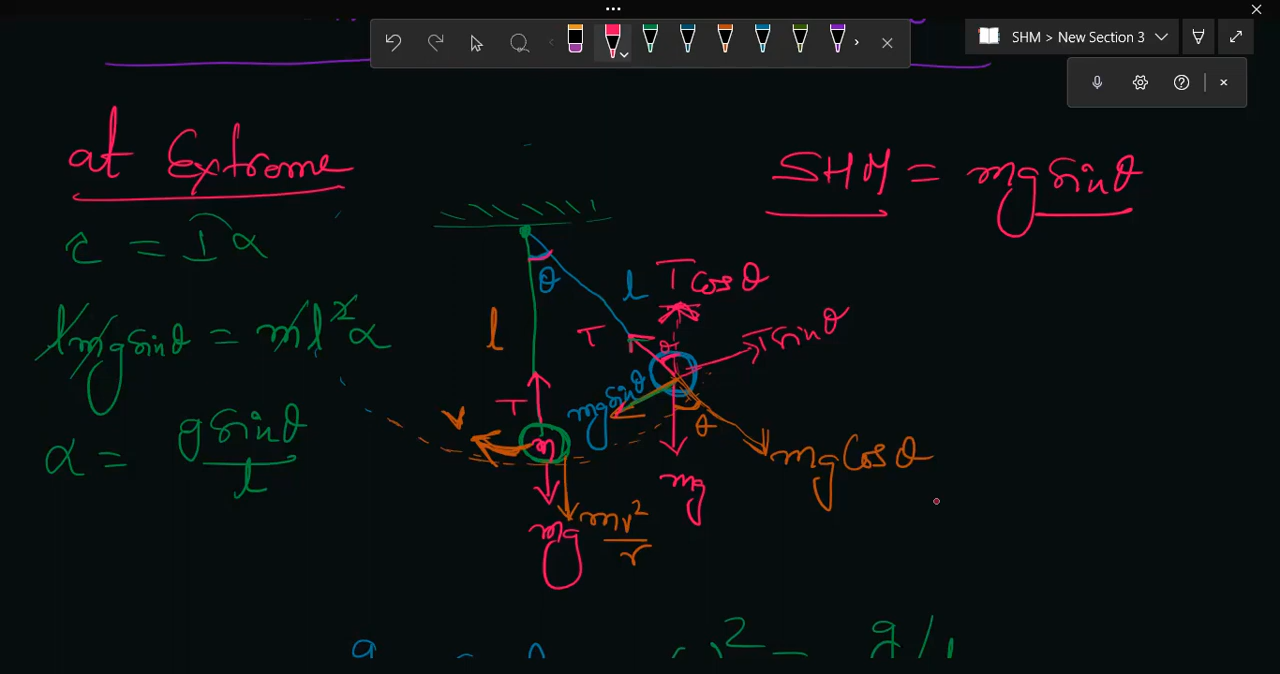 SHM > New Section 3
at Extreme
SHM = mg sinθ
τ = Iα
lmg sinθ = ml²α
α = g sinθ / l
θ
l
l
T cosθ
T
θ
T sinθ
mg sinθ
θ
mg cosθ
T
v
m
mg
mg
mv²/r